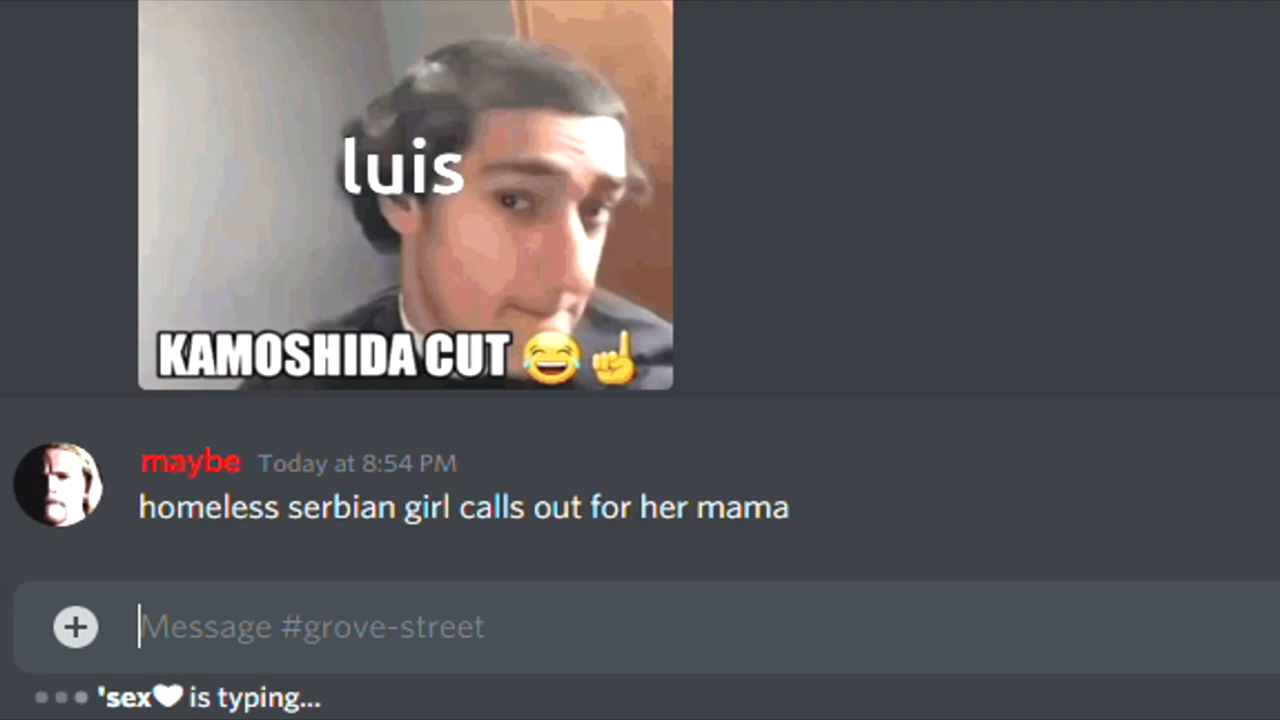 luis
KAMOSHIDA CUT 😂☝
maybe Today at 8:54 PM
homeless serbian girl calls out for her mama
Message #grove-street
'sex🤍 is typing...